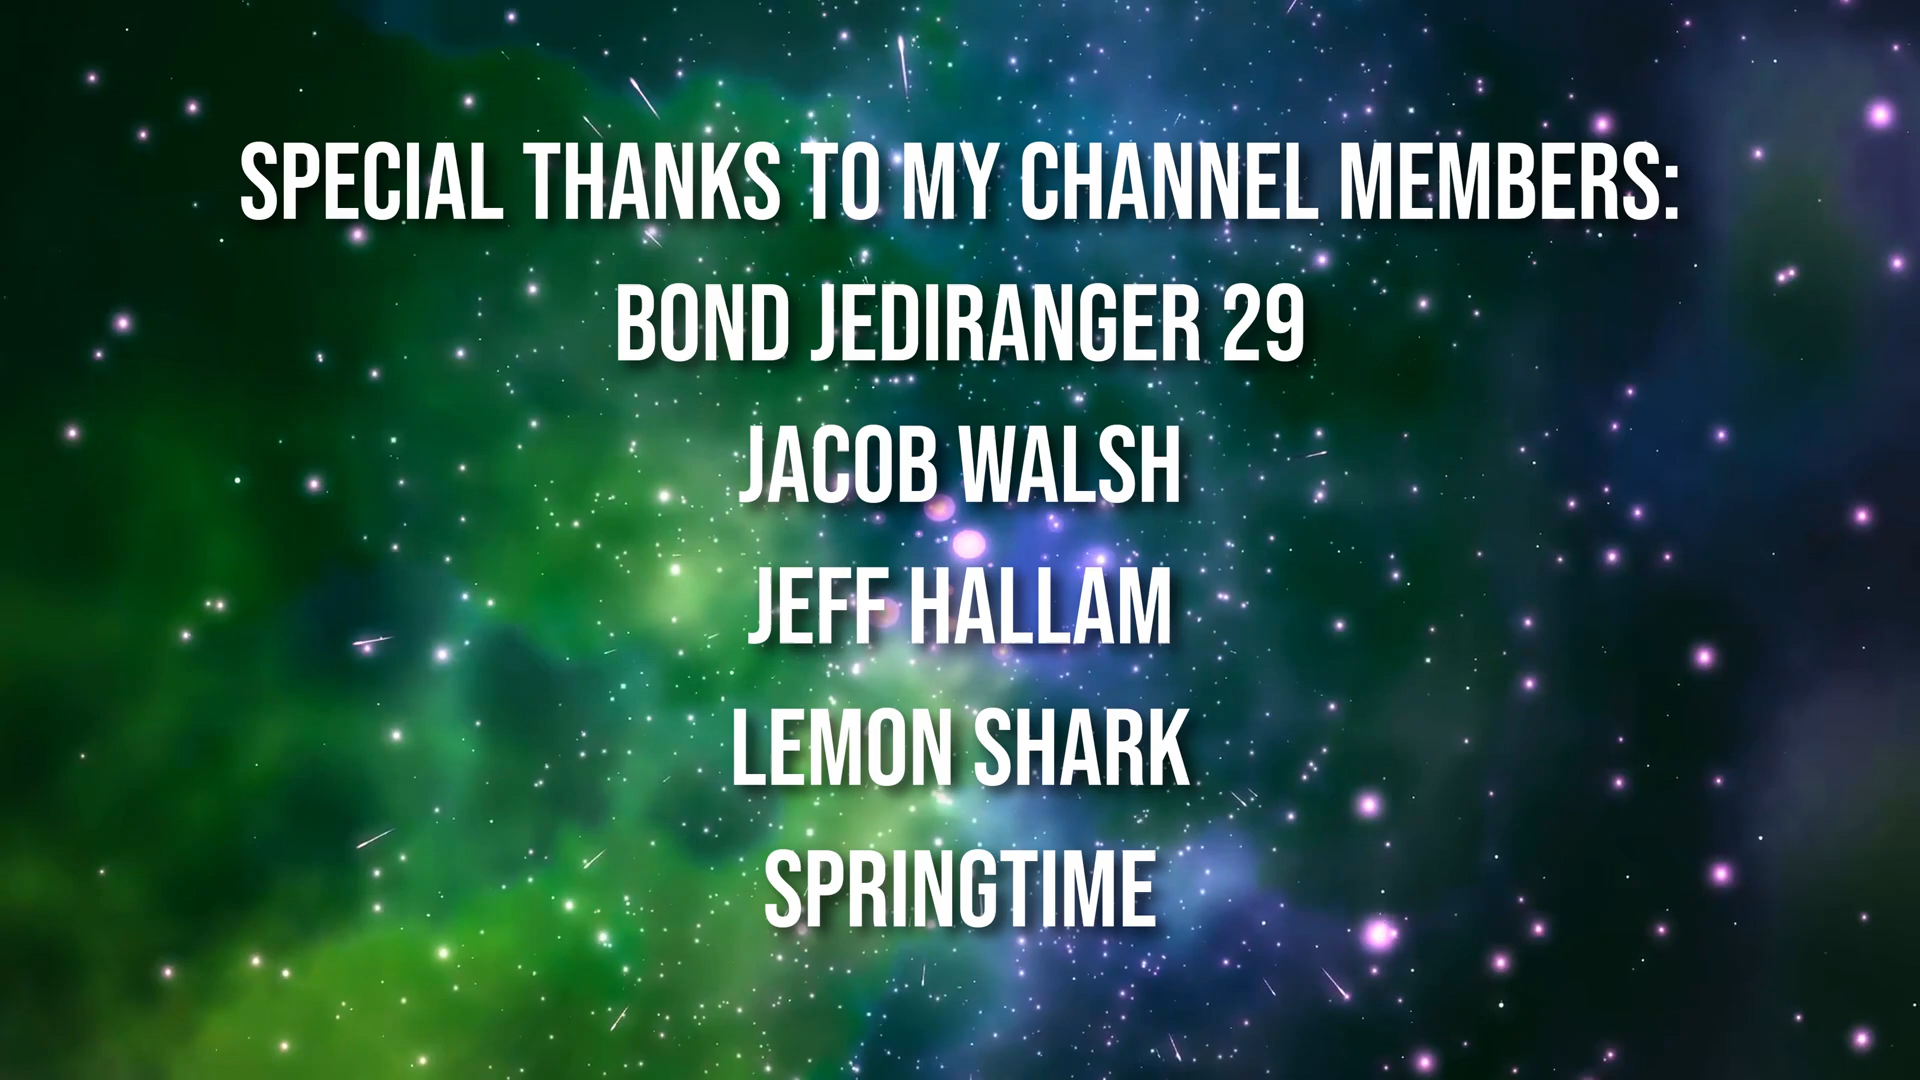 SPECIAL THANKS TO MY CHANNEL MEMBERS:
BOND JEDIRANGER 29
JACOB WALSH
JEFF HALLAM
LEMON SHARK
SPRINGTIME